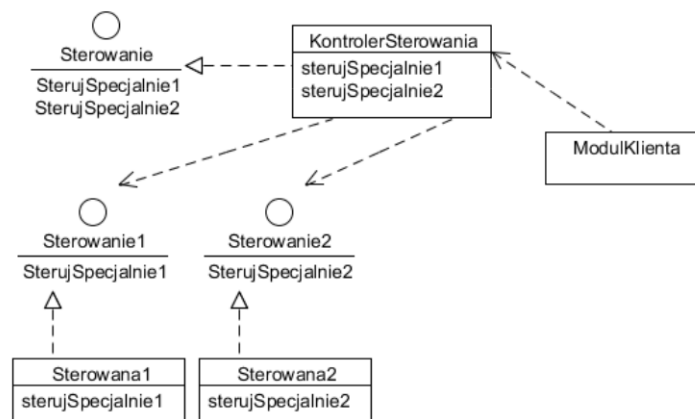 Sterowanie
SterujSpecjalnie1
SterujSpecjalnie2
KontrolerSterowania
sterujSpecjalnie1
sterujSpecjalnie2
ModulKlienta
Sterowanie1
SterujSpecjalnie1
Sterowanie2
SterujSpecjalnie2
Sterowana1
sterujSpecjalnie1
Sterowana2
sterujSpecjalnie2